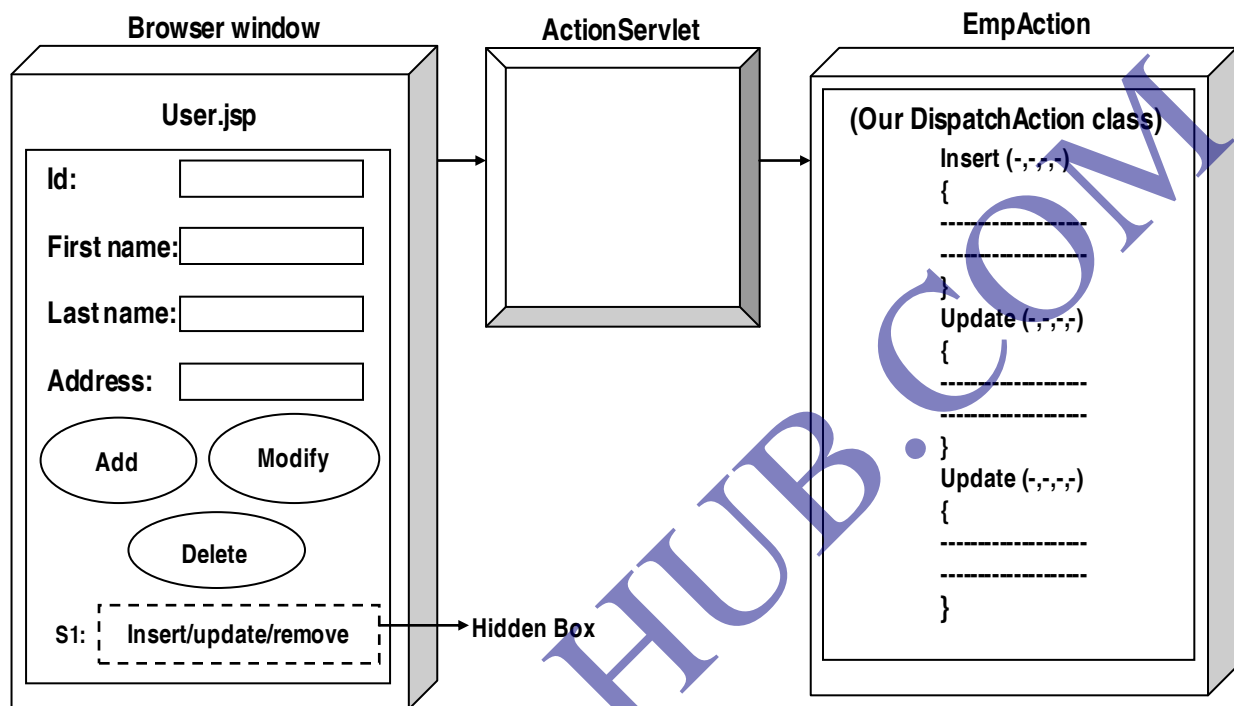 Browser window
User.jsp
Id:
First name:
Last name:
Address:
Add
Modify
Delete
S1:
Insert/update/remove
Hidden Box
ActionServlet
EmpAction
(Our DispatchAction class)
Insert (-,-,-,-)
{
--------------------
--------------------
}
Update (-,-,-,-)
{
--------------------
--------------------
}
Update (-,-,-,-)
{
--------------------
--------------------
}
HUB.COM